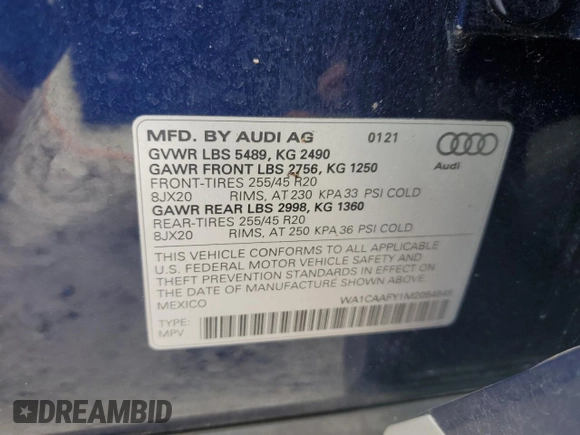 MFD. BY AUDI AG 01 21
GVWR LBS 5489, KG 2490
GAWR FRONT LBS 2756, KG 1250
FRONT-TIRES 255/45 R20
8JX20 RIMS, AT 230 KPA 33 PSI COLD
GAWR REAR LBS 2998, KG 1360
REAR-TIRES 255/45 R20
8JX20 RIMS, AT 250 KPA 36 PSI COLD
Audi
THIS VEHICLE CONFORMS TO ALL APPLICABLE
U.S. FEDERAL MOTOR VEHICLE SAFETY AND
THEFT PREVENTION STANDARDS IN EFFECT ON
THE DATE OF MANUFACTURE SHOWN ABOVE.
MEXICO
TYPE:
MPV
DREAMBID